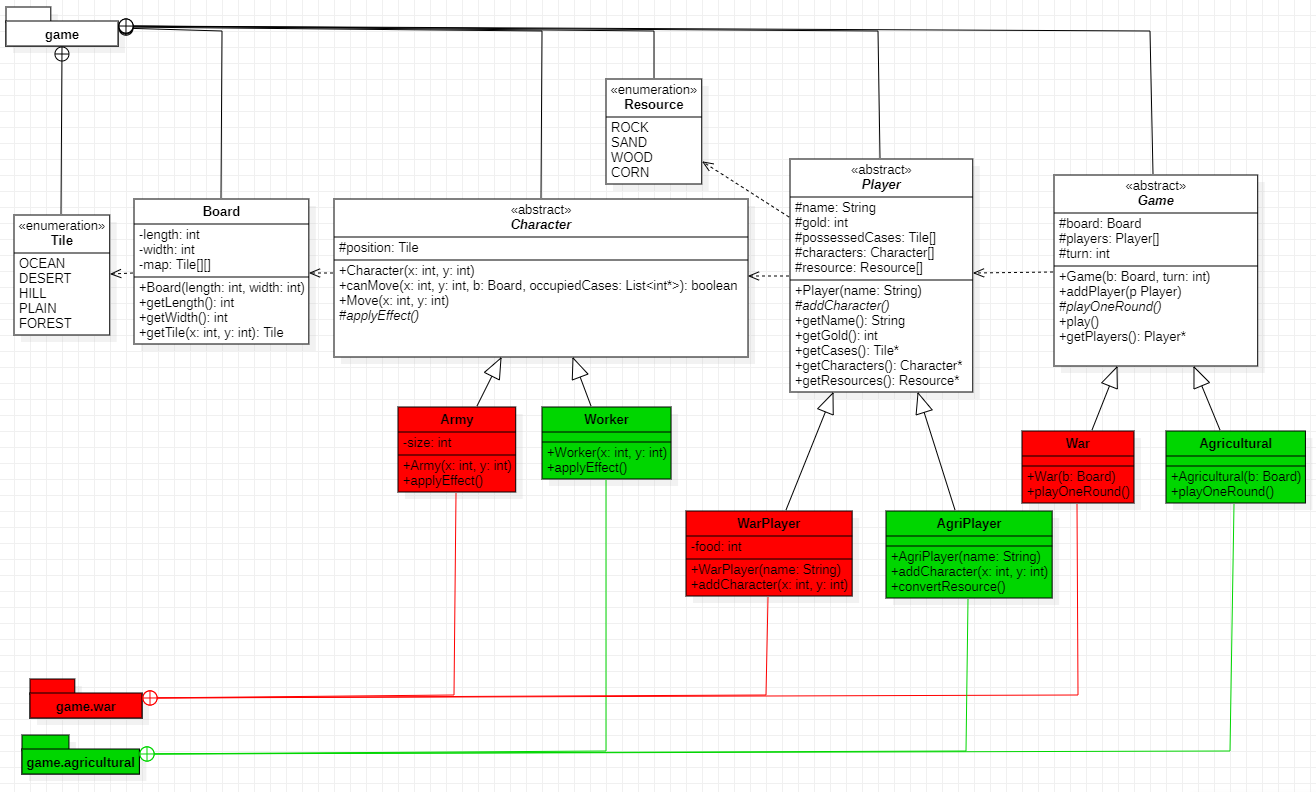 game
«enumeration»
Resource
ROCK
SAND
WOOD
CORN
«enumeration»
Tile
OCEAN
DESERT
HILL
PLAIN
FOREST
Board
-length: int
-width: int
-map: Tile[][]
+Board(length: int, width: int)
+getLength(): int
+getWidth(): int
+getTile(x: int, y: int): Tile
«abstract»
Character
#position: Tile
+Character(x: int, y: int)
+canMove(x: int, y: int, b: Board, occupiedCases: List<int*>): boolean
+Move(x: int, y: int)
#applyEffect()
«abstract»
Player
#name: String
#gold: int
#possessedCases: Tile[]
#characters: Character[]
#resource: Resource[]
+Player(name: String)
#addCharacter()
+getName(): String
+getGold(): int
+getCases(): Tile*
+getCharacters(): Character*
+getResources(): Resource*
«abstract»
Game
#board: Board
#players: Player[]
#turn: int
+Game(b: Board, turn: int)
+addPlayer(p Player)
#playOneRound()
+play()
+getPlayers(): Player*
Army
-size: int
+Army(x: int, y: int)
+applyEffect()
Worker
+Worker(x: int, y: int)
+applyEffect()
WarPlayer
-food: int
+WarPlayer(name: String)
+addCharacter(x: int, y: int)
AgriPlayer
+AgriPlayer(name: String)
+addCharacter(x: int, y: int)
+convertResource()
War
+War(b: Board)
+playOneRound()
Agricultural
+Agricultural(b: Board)
+playOneRound()
game.war
game.agricultural